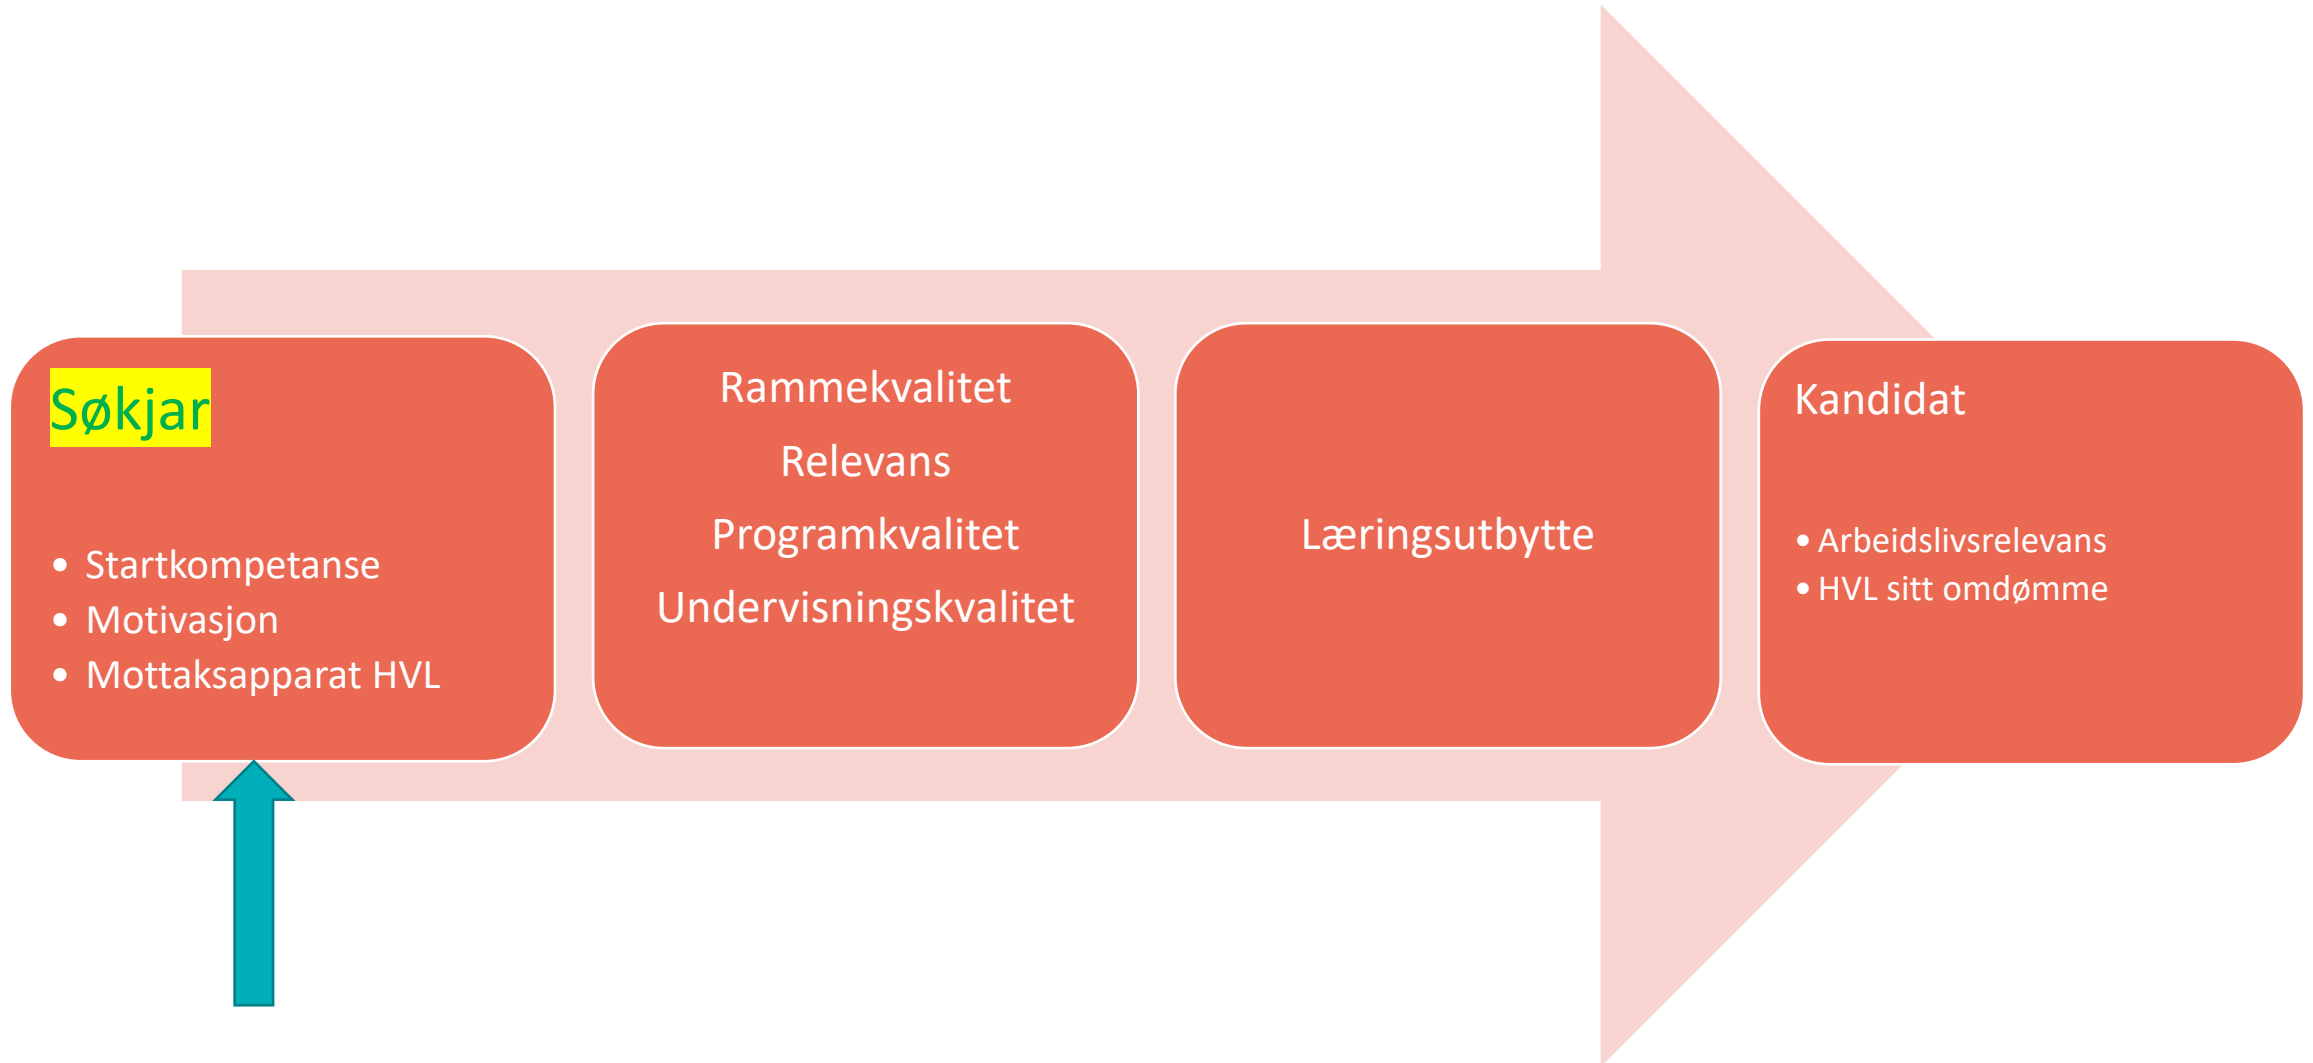 Søkjar
• Startkompetanse
• Motivasjon
• Mottaksapparat HVL
Rammekvalitet
Relevans
Programkvalitet
Undervisningskvalitet
Læringsutbytte
Kandidat
• Arbeidslivsrelevans
• HVL sitt omdømme